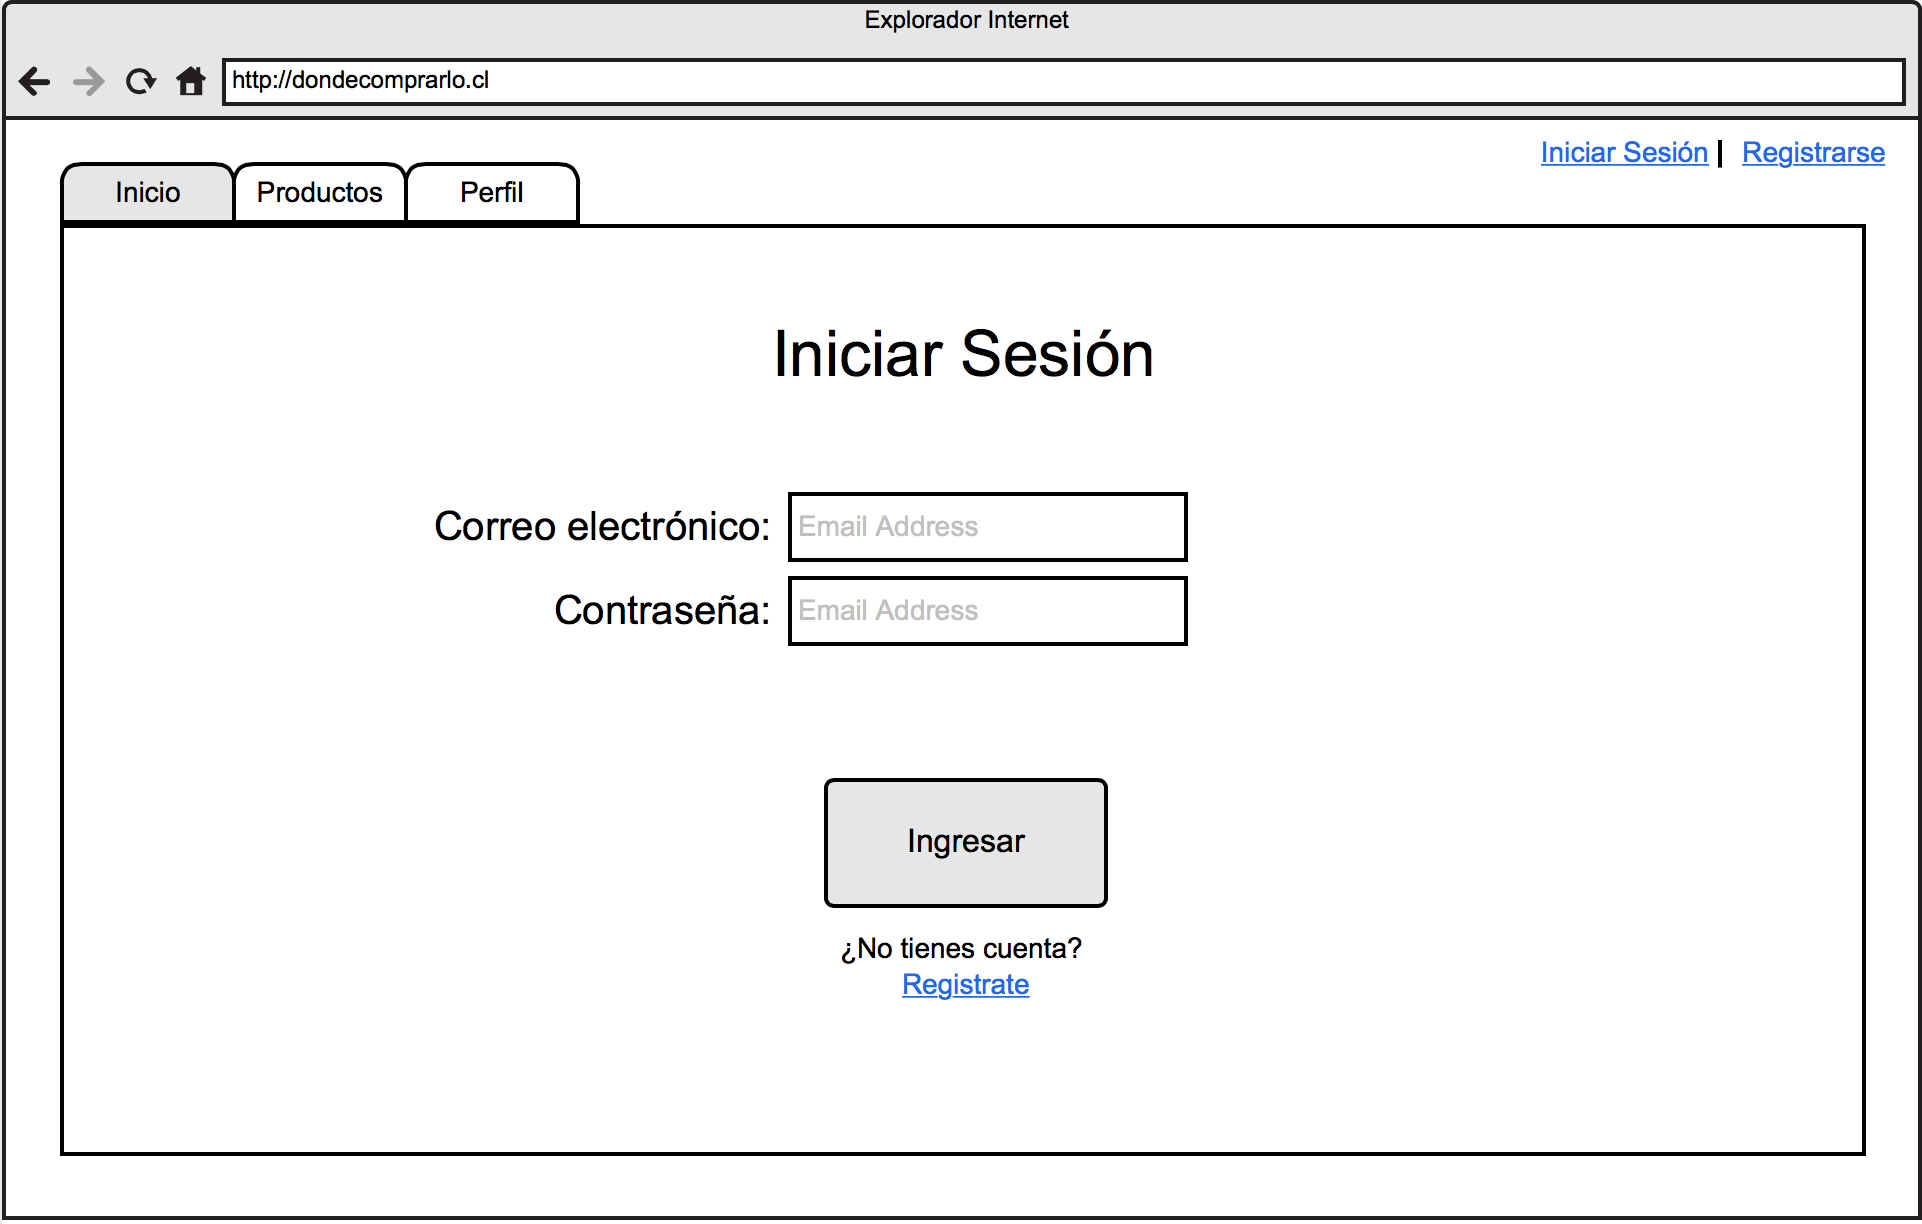 Explorador Internet
http://dondecomprarlo.cl
Iniciar Sesión | Registrarse
Inicio Productos Perfil
Iniciar Sesión
Correo electrónico: Email Address
Contraseña: Email Address
Ingresar
¿No tienes cuenta?
Registrate